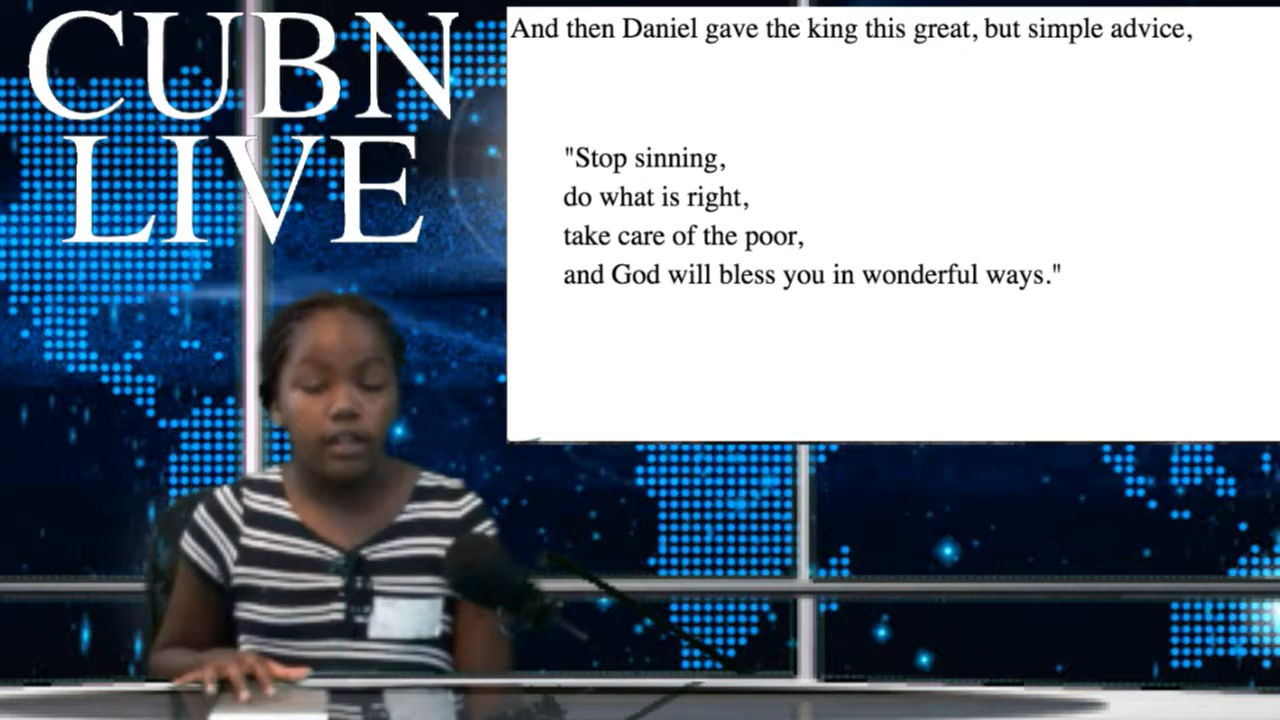 CUBN
LIVE
And then Daniel gave the king this great, but simple advice,
"Stop sinning,
do what is right,
take care of the poor,
and God will bless you in wonderful ways."